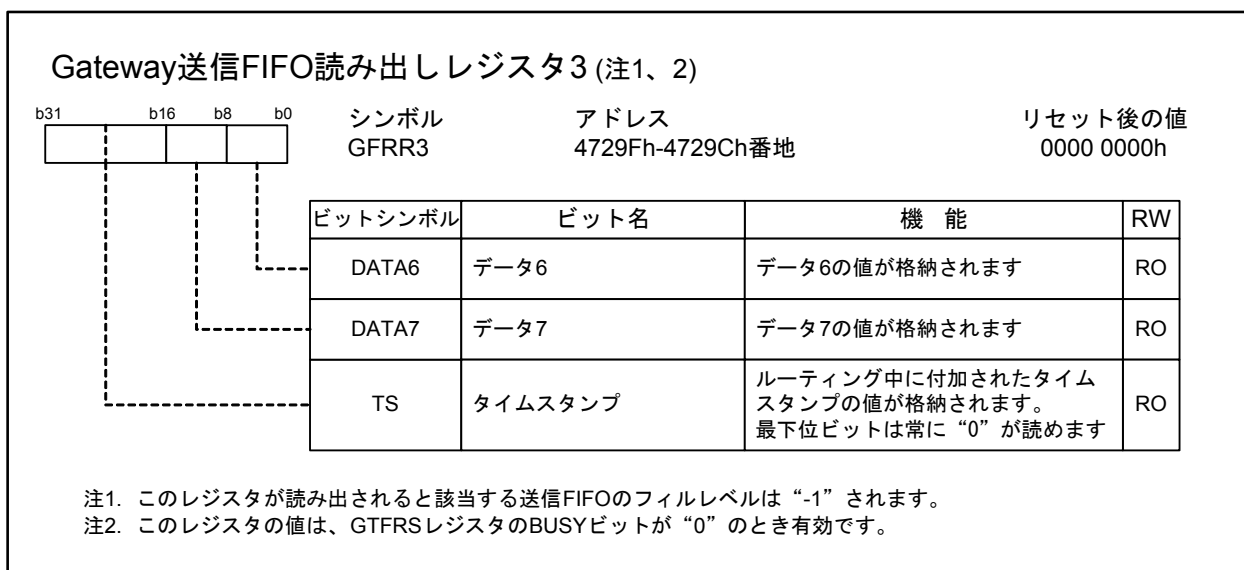 Gateway送信FIFO読み出しレジスタ3 (注1、2)
b31 b16 b8 b0
シンボル アドレス リセット後の値
GFRR3 4729Fh-4729Ch番地 0000 0000h
ビットシンボル ビット名 機 能 RW
DATA6 データ6 データ6の値が格納されます RO
DATA7 データ7 データ7の値が格納されます RO
TS タイムスタンプ ルーティング中に付加されたタイム
スタンプの値が格納されます。 RO
最下位ビットは常に“0”が読めます
注1. このレジスタが読み出されると該当する送信FIFOのフィルレベルは“-1”されます。
注2. このレジスタの値は、GTFRSレジスタのBUSYビットが“0”のとき有効です。